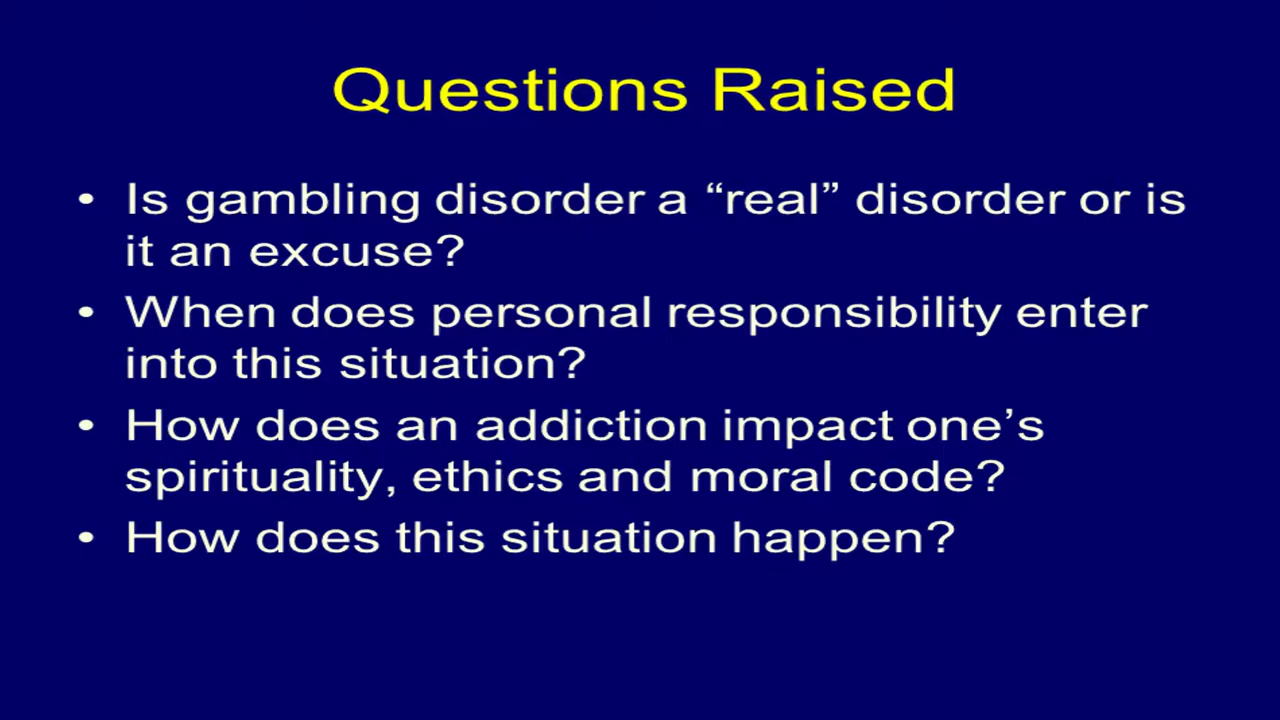 Questions Raised
• Is gambling disorder a “real” disorder or is
it an excuse?
• When does personal responsibility enter
into this situation?
• How does an addiction impact one’s
spirituality, ethics and moral code?
• How does this situation happen?